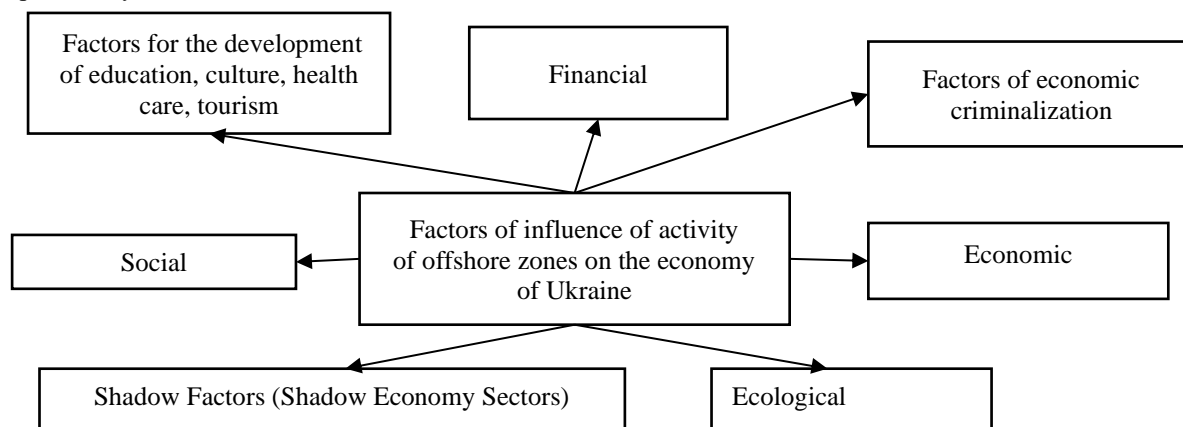 Factors for the development
of education, culture, health
care, tourism
Financial
Factors of economic
criminalization
Factors of influence of activity
of offshore zones on the economy
of Ukraine
Social
Economic
Shadow Factors (Shadow Economy Sectors)
Ecological